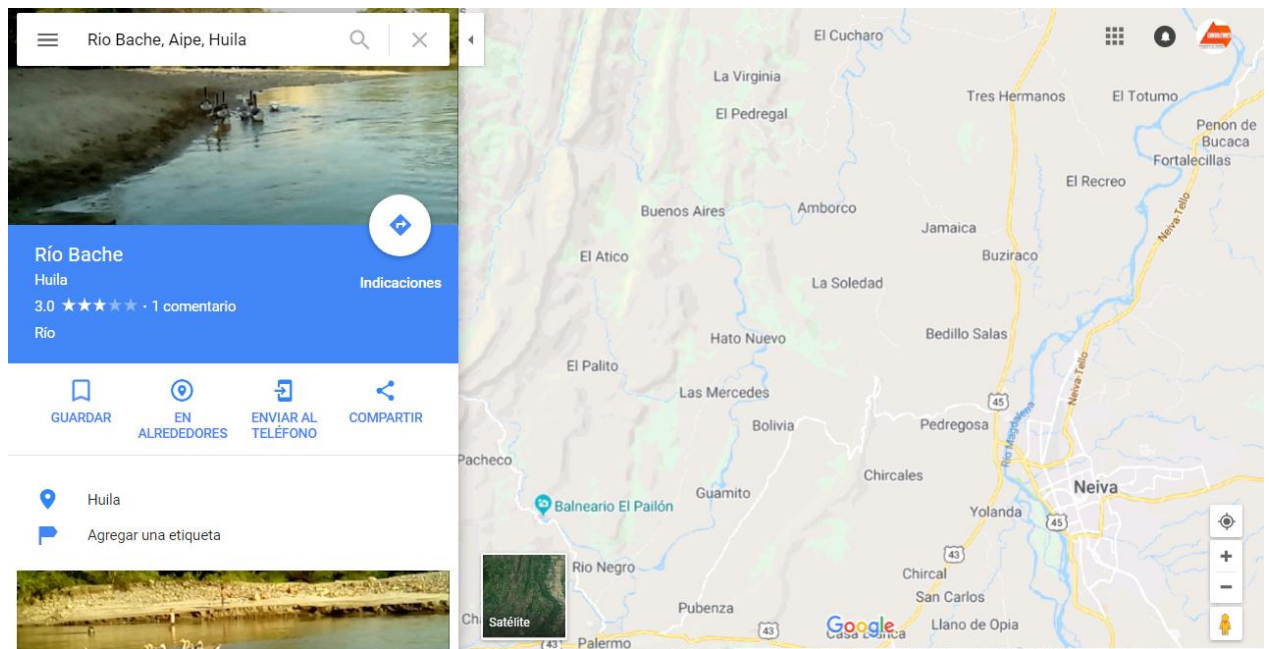 Rio Bache, Aipe, Huila
Río Bache
Huila
Indicaciones
3.0 ★★★★★ · 1 comentario
Río
GUARDAR
EN
ALREDEDORES
ENVIAR AL
TELÉFONO
COMPARTIR
Huila
Agregar una etiqueta
El Cucharo
La Virginia
Tres Hermanos
El Totumo
El Pedregal
Penon de
Bucaca
Fortalecillas
El Recreo
Buenos Aires
Amborco
Neiva-Tello
Jamaica
El Atico
Buziraco
La Soledad
Bedillo Salas
Hato Nuevo
El Palito
Neiva-Tello
Las Mercedes
45
Bolivia
Pedregosa
Rio Magdalena
Pacheco
Chircales
Guamito
Neiva
Balneario El Pailón
Yolanda
45
43
Rio Negro
Chircal
San Carlos
Pubenza
Satélite
Google
Llano de Opia
43
43
Palermo